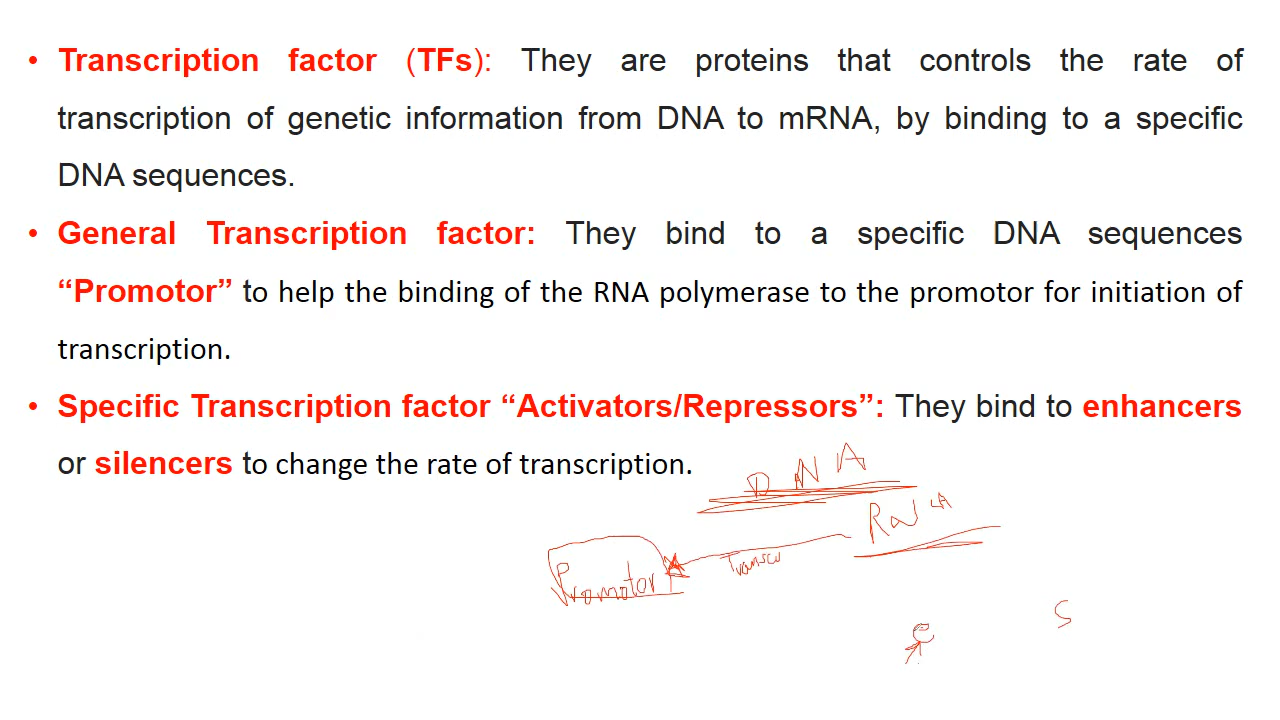 • Transcription factor (TFs): They are proteins that controls the rate of
transcription of genetic information from DNA to mRNA, by binding to a specific
DNA sequences.
• General Transcription factor: They bind to a specific DNA sequences
“Promotor” to help the binding of the RNA polymerase to the promotor for initiation of
transcription.
• Specific Transcription factor “Activators/Repressors”: They bind to enhancers
or silencers to change the rate of transcription.
DNA
RNA
Promotor Transcr
e S